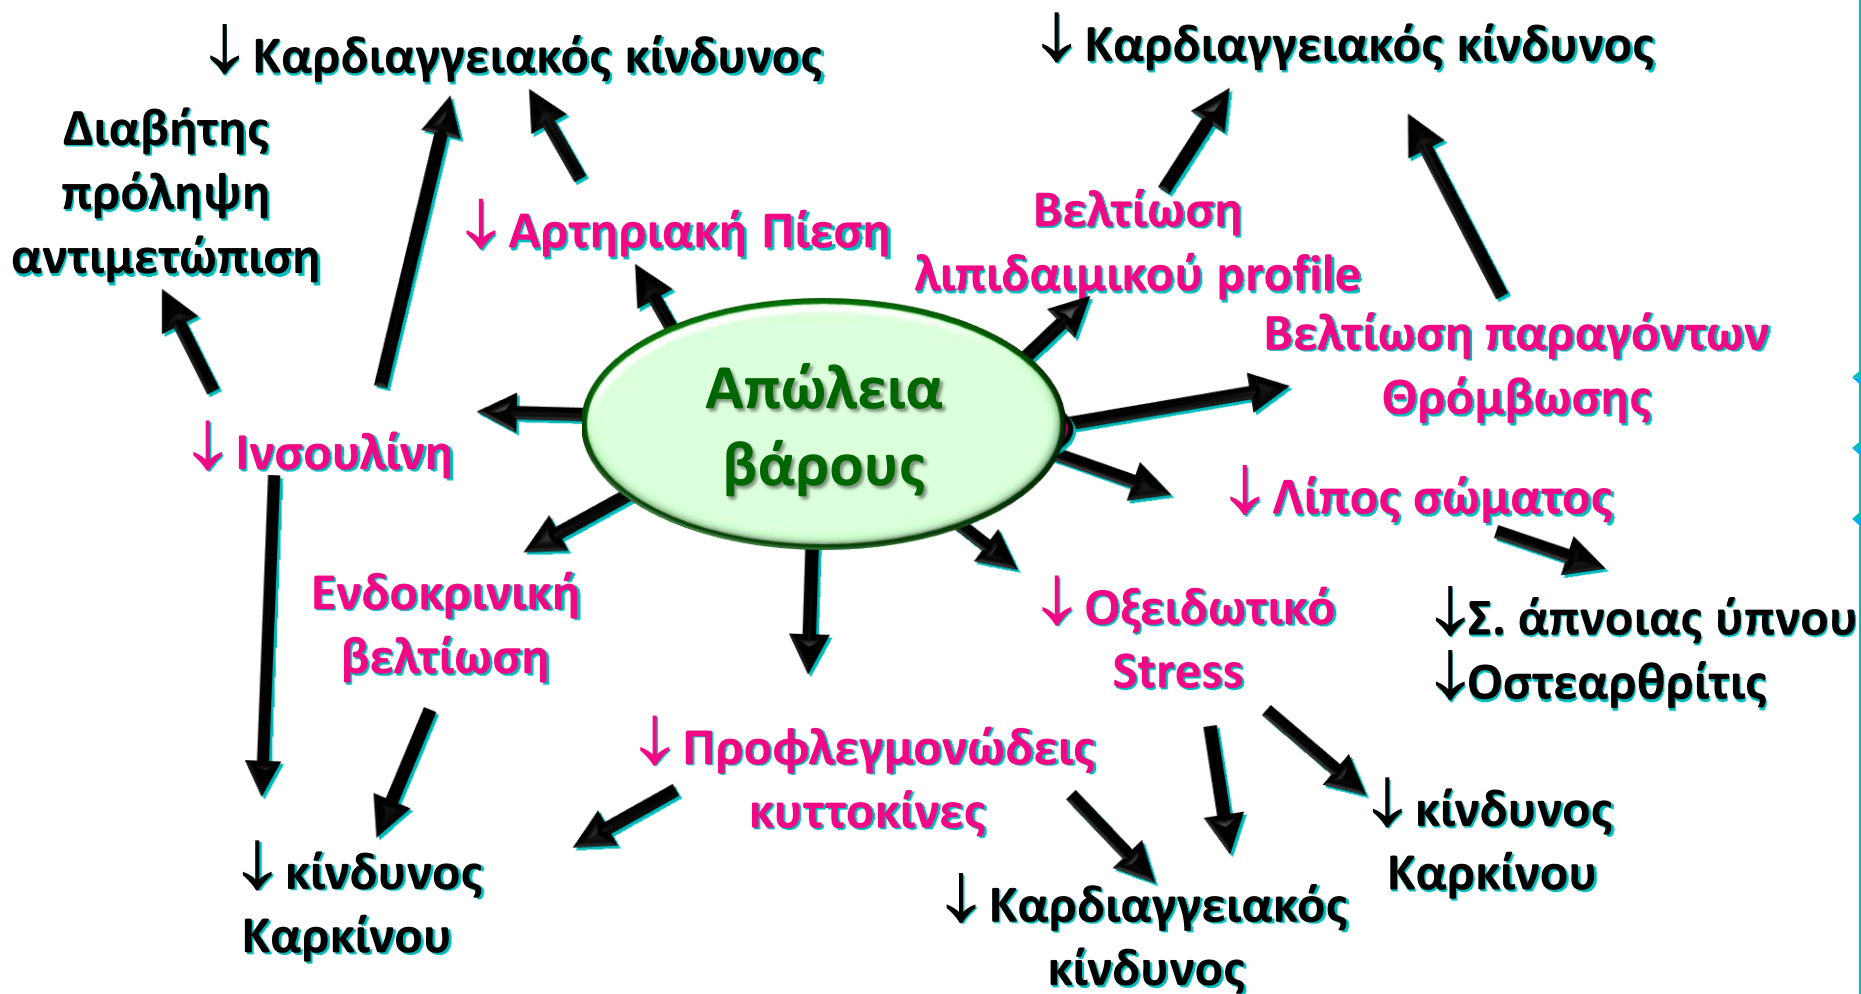 ↓ Καρδιαγγειακός κίνδυνος
↓ Καρδιαγγειακός κίνδυνος
Διαβήτης
πρόληψη
αντιμετώπιση
↓ Αρτηριακή Πίεση
Βελτίωση
λιπιδαιμικού profile
Βελτίωση παραγόντων
Θρόμβωσης
Απώλεια
βάρους
↓ Ινσουλίνη
↓ Λίπος σώματος
Ενδοκρινική
βελτίωση
↓ Οξειδωτικό
Stress
↓Σ. άπνοιας ύπνου
↓Οστεαρθρίτις
↓ Προφλεγμονώδεις
κυττοκίνες
↓ κίνδυνος
Καρκίνου
↓ κίνδυνος
Καρκίνου
↓ Καρδιαγγειακός
κίνδυνος